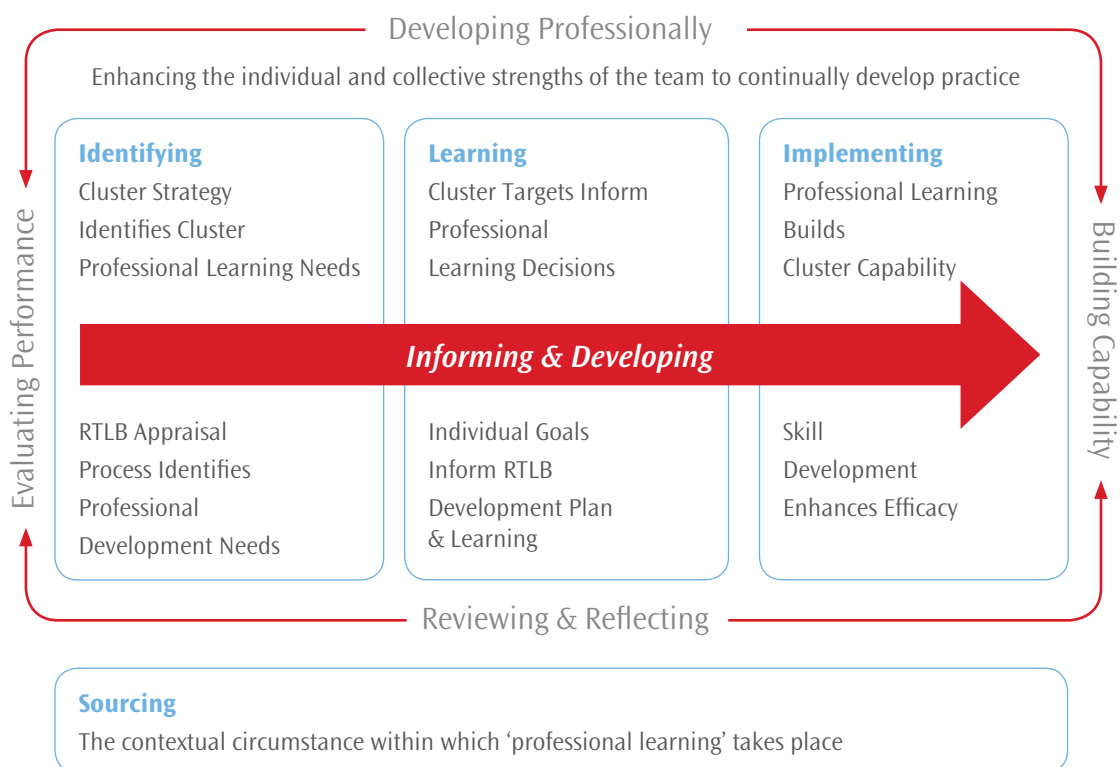 Developing Professionally
Enhancing the individual and collective strengths of the team to continually develop practice
Identifying
Cluster Strategy
Identifies Cluster
Professional Learning Needs
Learning
Cluster Targets Inform
Professional
Learning Decisions
Implementing
Professional Learning
Builds
Cluster Capability
Evaluating Performance
Informing & Developing
Building Capability
RTLB Appraisal
Process Identifies
Professional
Development Needs
Individual Goals
Inform RTLB
Development Plan
& Learning
Skill
Development
Enhances Efficacy
Reviewing & Reflecting
Sourcing
The contextual circumstance within which ‘professional learning’ takes place